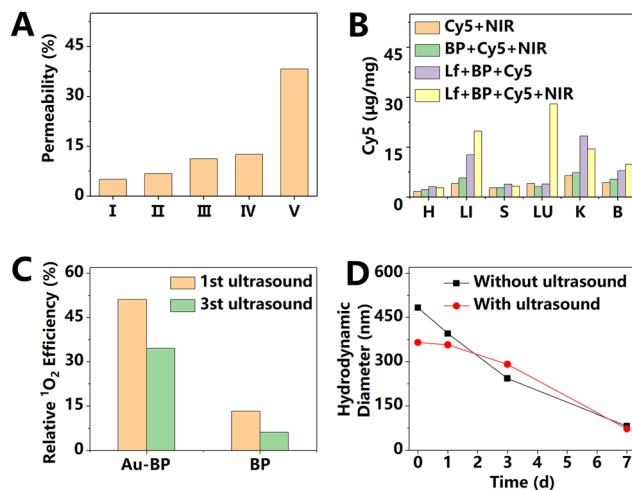 A
Permeability (%)
45
30
15
0
I II III IV V
B
Cy5 (μg/mg)
45
30
15
0
Cy5+NIR
BP+Cy5+NIR
Lf+BP+Cy5
Lf+BP+Cy5+NIR
H LI S LU K B
C
Relative ¹O₂ Efficiency (%)
60
45
30
15
0
1st ultrasound
3st ultrasound
Au-BP BP
D
Hydrodynamic
Diameter (nm)
600
450
300
150
0
Without ultrasound
With ultrasound
0 1 2 3 4 5 6 7
Time (d)